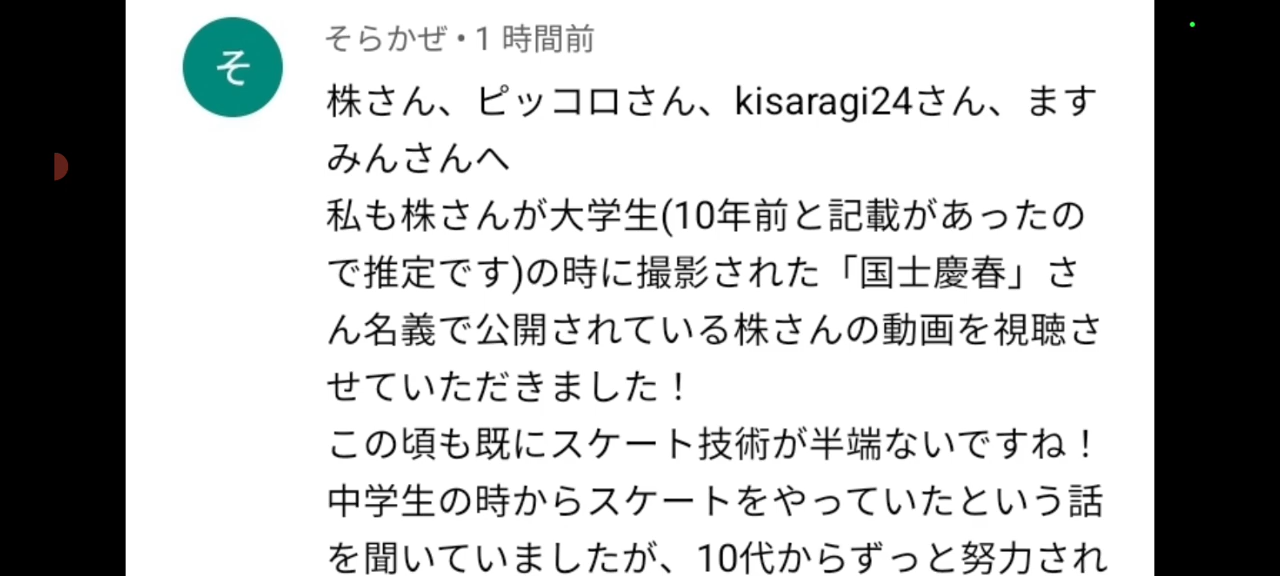 そ
そらかぜ • 1 時間前
株さん、ピッコロさん、kisaragi24さん、ます
みんさんへ
私も株さんが大学生(10年前と記載があったの
で推定です)の時に撮影された「国士慶春」さ
ん名義で公開されている株さんの動画を視聴さ
せていただきました！
この頃も既にスケート技術が半端ないですね！
中学生の時からスケートをやっていたという話
を聞いていましたが、10代からずっと努力され